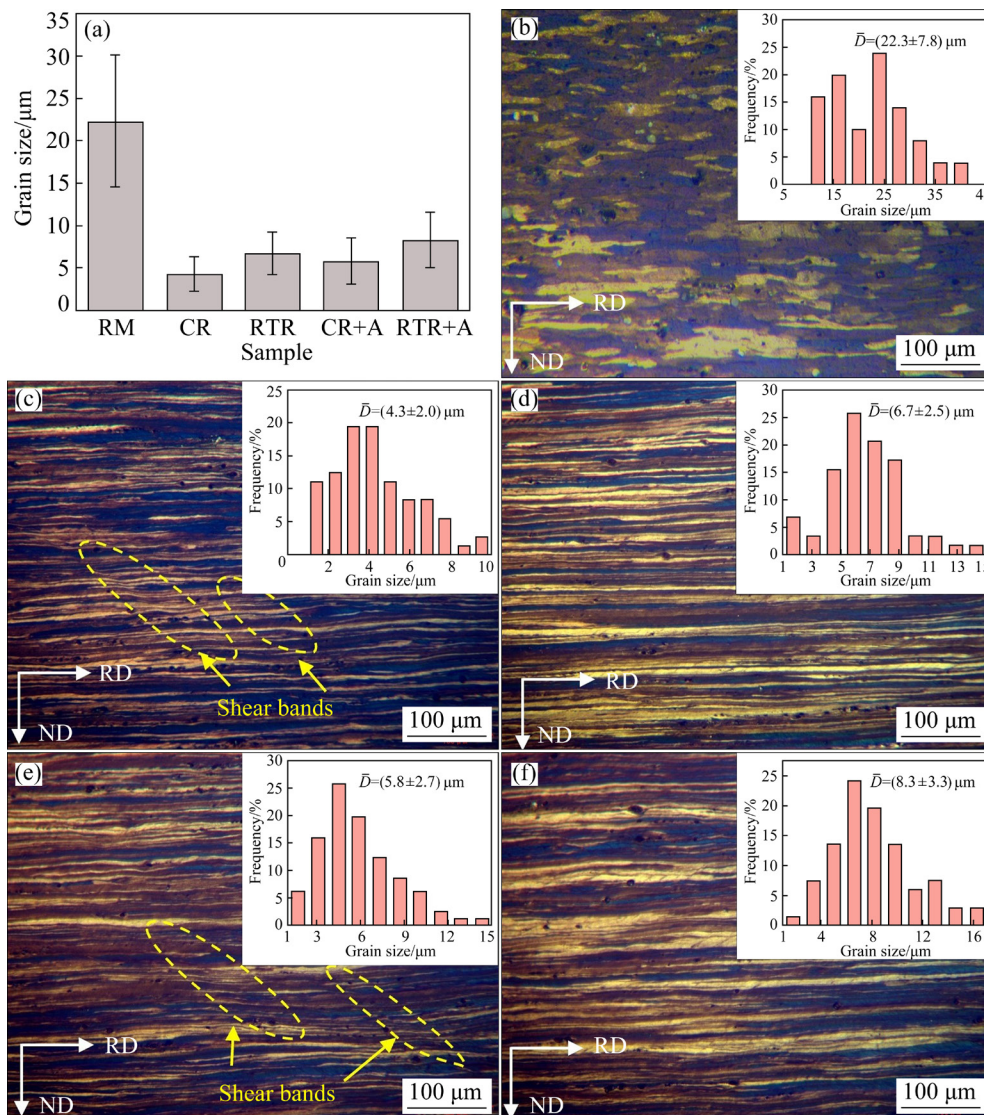 (a)
Grain size/μm
35
30
25
20
15
10
5
0
RM CR RTR CR+A RTR+A
Sample
(b)
D̄=(22.3±7.8) μm
Frequency/%
30
25
20
15
10
5
0
5 15 25 35
Grain size/μm
RD
ND
100 μm
(c)
D̄=(4.3±2.0) μm
Frequency/%
25
20
15
10
5
0 2 4 6 8 10
Grain size/μm
RD
ND
Shear bands
100 μm
(d)
D̄=(6.7±2.5) μm
Frequency/%
30
25
20
15
10
5
0
1 3 5 7 9 11 13
Grain size/μm
RD
ND
100 μm
(e)
D̄=(5.8±2.7) μm
Frequency/%
30
25
20
15
10
5
0
1 3 6 9 12 15
Grain size/μm
RD
ND
Shear bands
100 μm
(f)
D̄=(8.3±3.3) μm
Frequency/%
25
20
15
10
5
0
1 4 8 12 16
Grain size/μm
RD
ND
100 μm